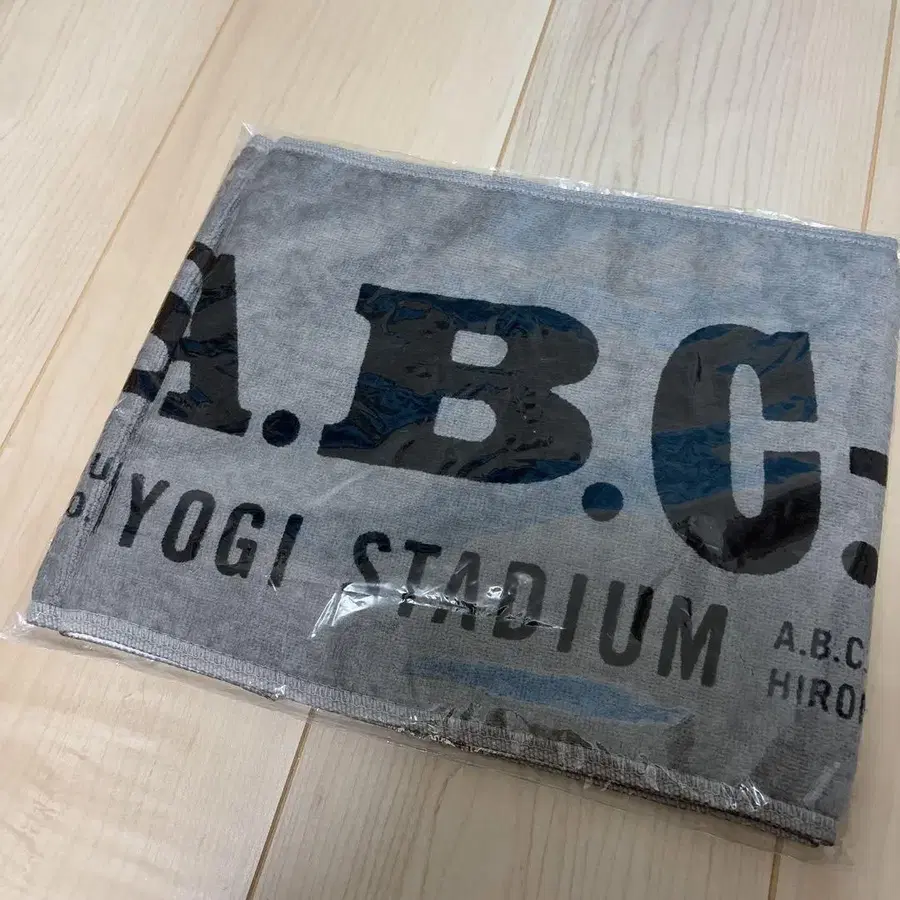 A.B.C-
YOGI STADIUM
A.B.C.
HIRO